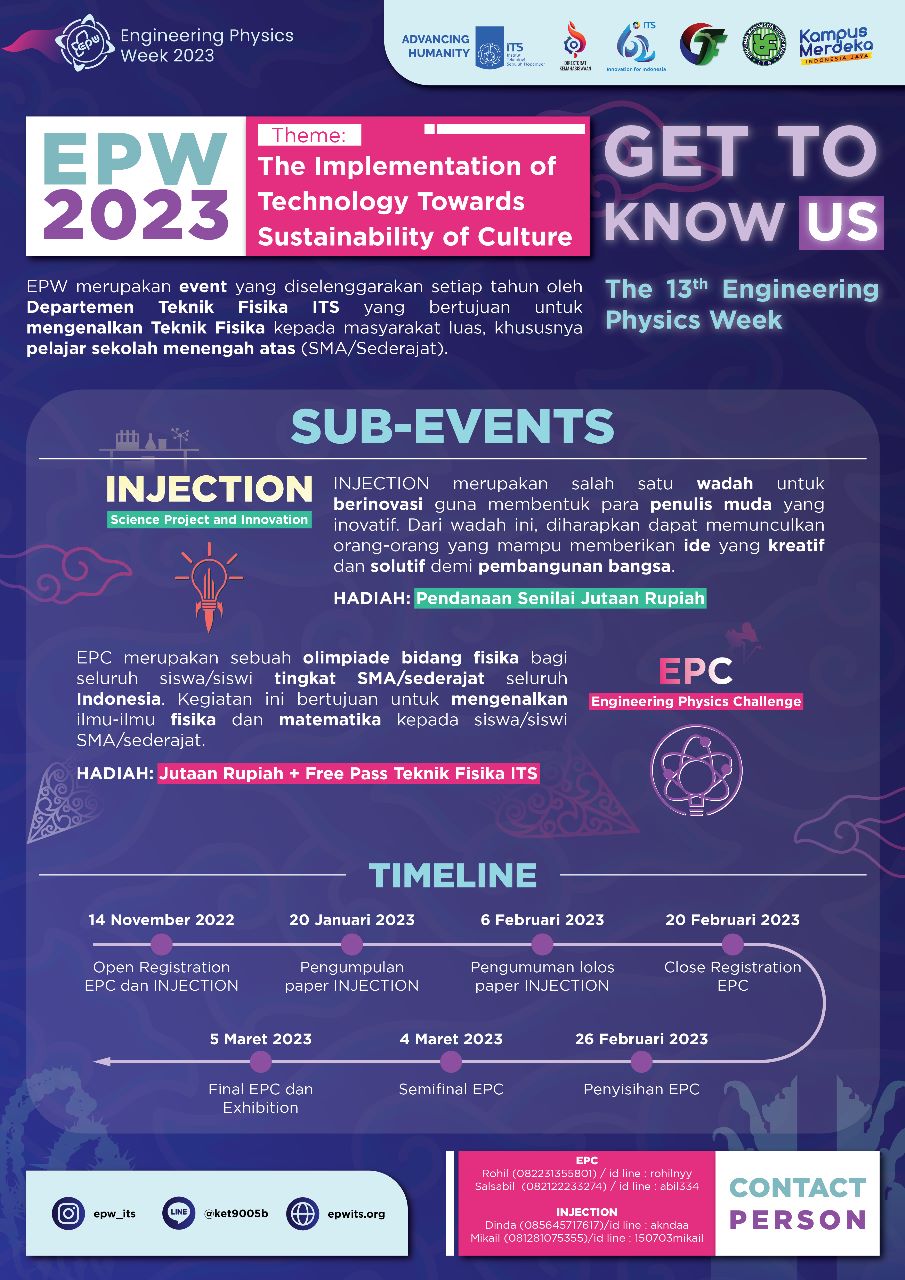 Epw
Engineering Physics
Week 2023
ADVANCING
HUMANITY
ITS
Institut
Teknologi
Sepuluh Nopember
DIREKTORAT
KEMAHASISWAAN
ITS
Innovation for Indonesia
Kampus
Merdeka
INDONESIA JAYA
EPW
2023
Theme:
The Implementation of
Technology Towards
Sustainability of Culture
GET TO
KNOW US
The 13th Engineering
Physics Week
EPW merupakan event yang diselenggarakan setiap tahun oleh
Departemen Teknik Fisika ITS yang bertujuan untuk
mengenalkan Teknik Fisika kepada masyarakat luas, khususnya
pelajar sekolah menengah atas (SMA/Sederajat).
SUB-EVENTS
INJECTION
Science Project and Innovation
INJECTION merupakan salah satu wadah untuk
berinovasi guna membentuk para penulis muda yang
inovatif. Dari wadah ini, diharapkan dapat memunculkan
orang-orang yang mampu memberikan ide yang kreatif
dan solutif demi pembangunan bangsa.
HADIAH: Pendanaan Senilai Jutaan Rupiah
EPC merupakan sebuah olimpiade bidang fisika bagi
seluruh siswa/siswi tingkat SMA/sederajat seluruh
Indonesia. Kegiatan ini bertujuan untuk mengenalkan
ilmu-ilmu fisika dan matematika kepada siswa/siswi
SMA/sederajat.
HADIAH: Jutaan Rupiah + Free Pass Teknik Fisika ITS
EPC
Engineering Physics Challenge
TIMELINE
14 November 2022
Open Registration
EPC dan INJECTION
20 Januari 2023
Pengumpulan
paper INJECTION
6 Februari 2023
Pengumuman lolos
paper INJECTION
20 Februari 2023
Close Registration
EPC
26 Februari 2023
Penyisihan EPC
4 Maret 2023
Semifinal EPC
5 Maret 2023
Final EPC dan
Exhibition
epw_its
LINE
@ket9005b
epwits.org
EPC
Rohil (082231355801) / id line : rohilnyy
Salsabil (082122233274) / id line : abil334
INJECTION
Dinda (085645717617)/id line : akndaa
Mikail (081281075355)/id line : 150703mikail
CONTACT
PERSON